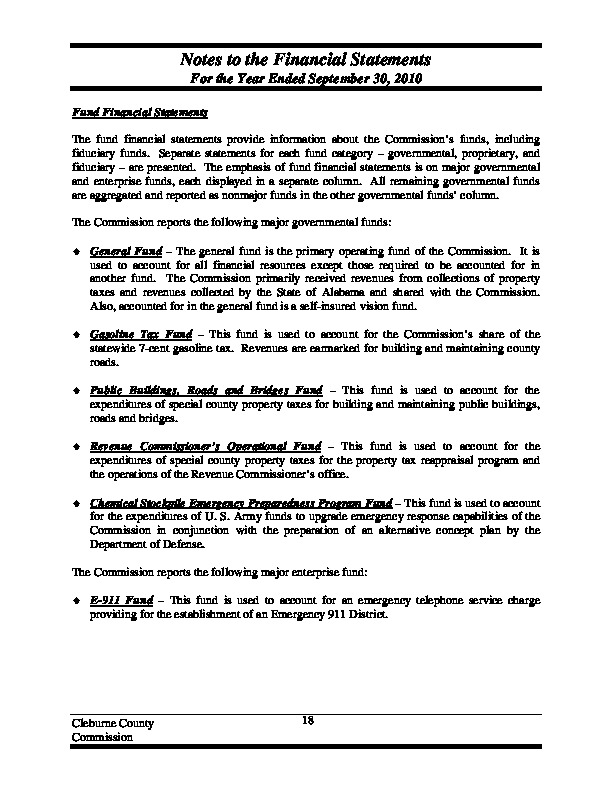 Notes to the Financial Statements
For the Year Ended September 30, 2010
Fund Financial Statements
The fund financial statements provide information about the Commission's funds, including
fiduciary funds. Separate statements for each fund category – governmental, proprietary, and
fiduciary – are presented. The emphasis of fund financial statements is on major governmental
and enterprise funds, each displayed in a separate column. All remaining governmental funds
are aggregated and reported as nonmajor funds in the other governmental funds' column.
The Commission reports the following major governmental funds:
♦ General Fund – The general fund is the primary operating fund of the Commission. It is
used to account for all financial resources except those required to be accounted for in
another fund. The Commission primarily received revenues from collections of property
taxes and revenues collected by the State of Alabama and shared with the Commission.
Also, accounted for in the general fund is a self-insured vision fund.
♦ Gasoline Tax Fund – This fund is used to account for the Commission's share of the
statewide 7-cent gasoline tax. Revenues are earmarked for building and maintaining county
roads.
♦ Public Buildings, Roads and Bridges Fund – This fund is used to account for the
expenditures of special county property taxes for building and maintaining public buildings,
roads and bridges.
♦ Revenue Commissioner's Operational Fund – This fund is used to account for the
expenditures of special county property taxes for the property tax reappraisal program and
the operations of the Revenue Commissioner's office.
♦ Chemical Stockpile Emergency Preparedness Program Fund – This fund is used to account
for the expenditures of U. S. Army funds to upgrade emergency response capabilities of the
Commission in conjunction with the preparation of an alternative concept plan by the
Department of Defense.
The Commission reports the following major enterprise fund:
♦ E-911 Fund – This fund is used to account for an emergency telephone service charge
providing for the establishment of an Emergency 911 District.
Cleburne County
Commission
18